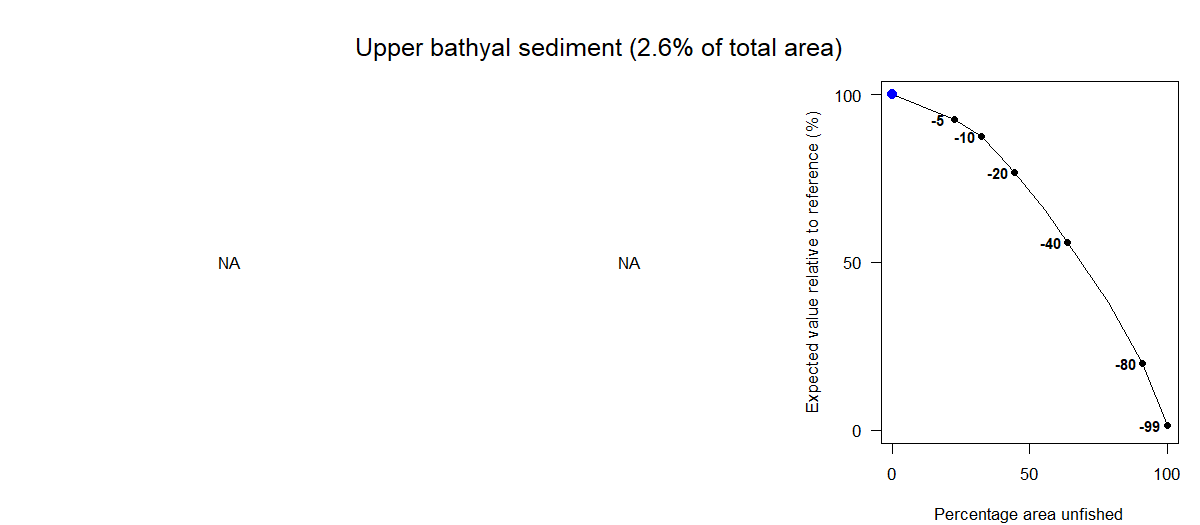 Upper bathyal sediment (2.6% of total area)
NA
NA
Expected value relative to reference (%)
100
50
0
-5
-10
-20
-40
-80
-99
0 50 100
Percentage area unfished